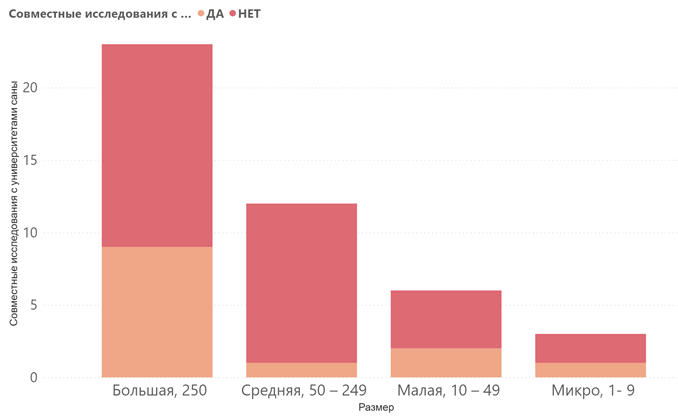 Совместные исследования с ... ДА НЕТ
Совместные исследования с университетами саны
20
15
10
5
0
Большая, 250 Средняя, 50 – 249 Малая, 10 – 49 Микро, 1- 9
Размер